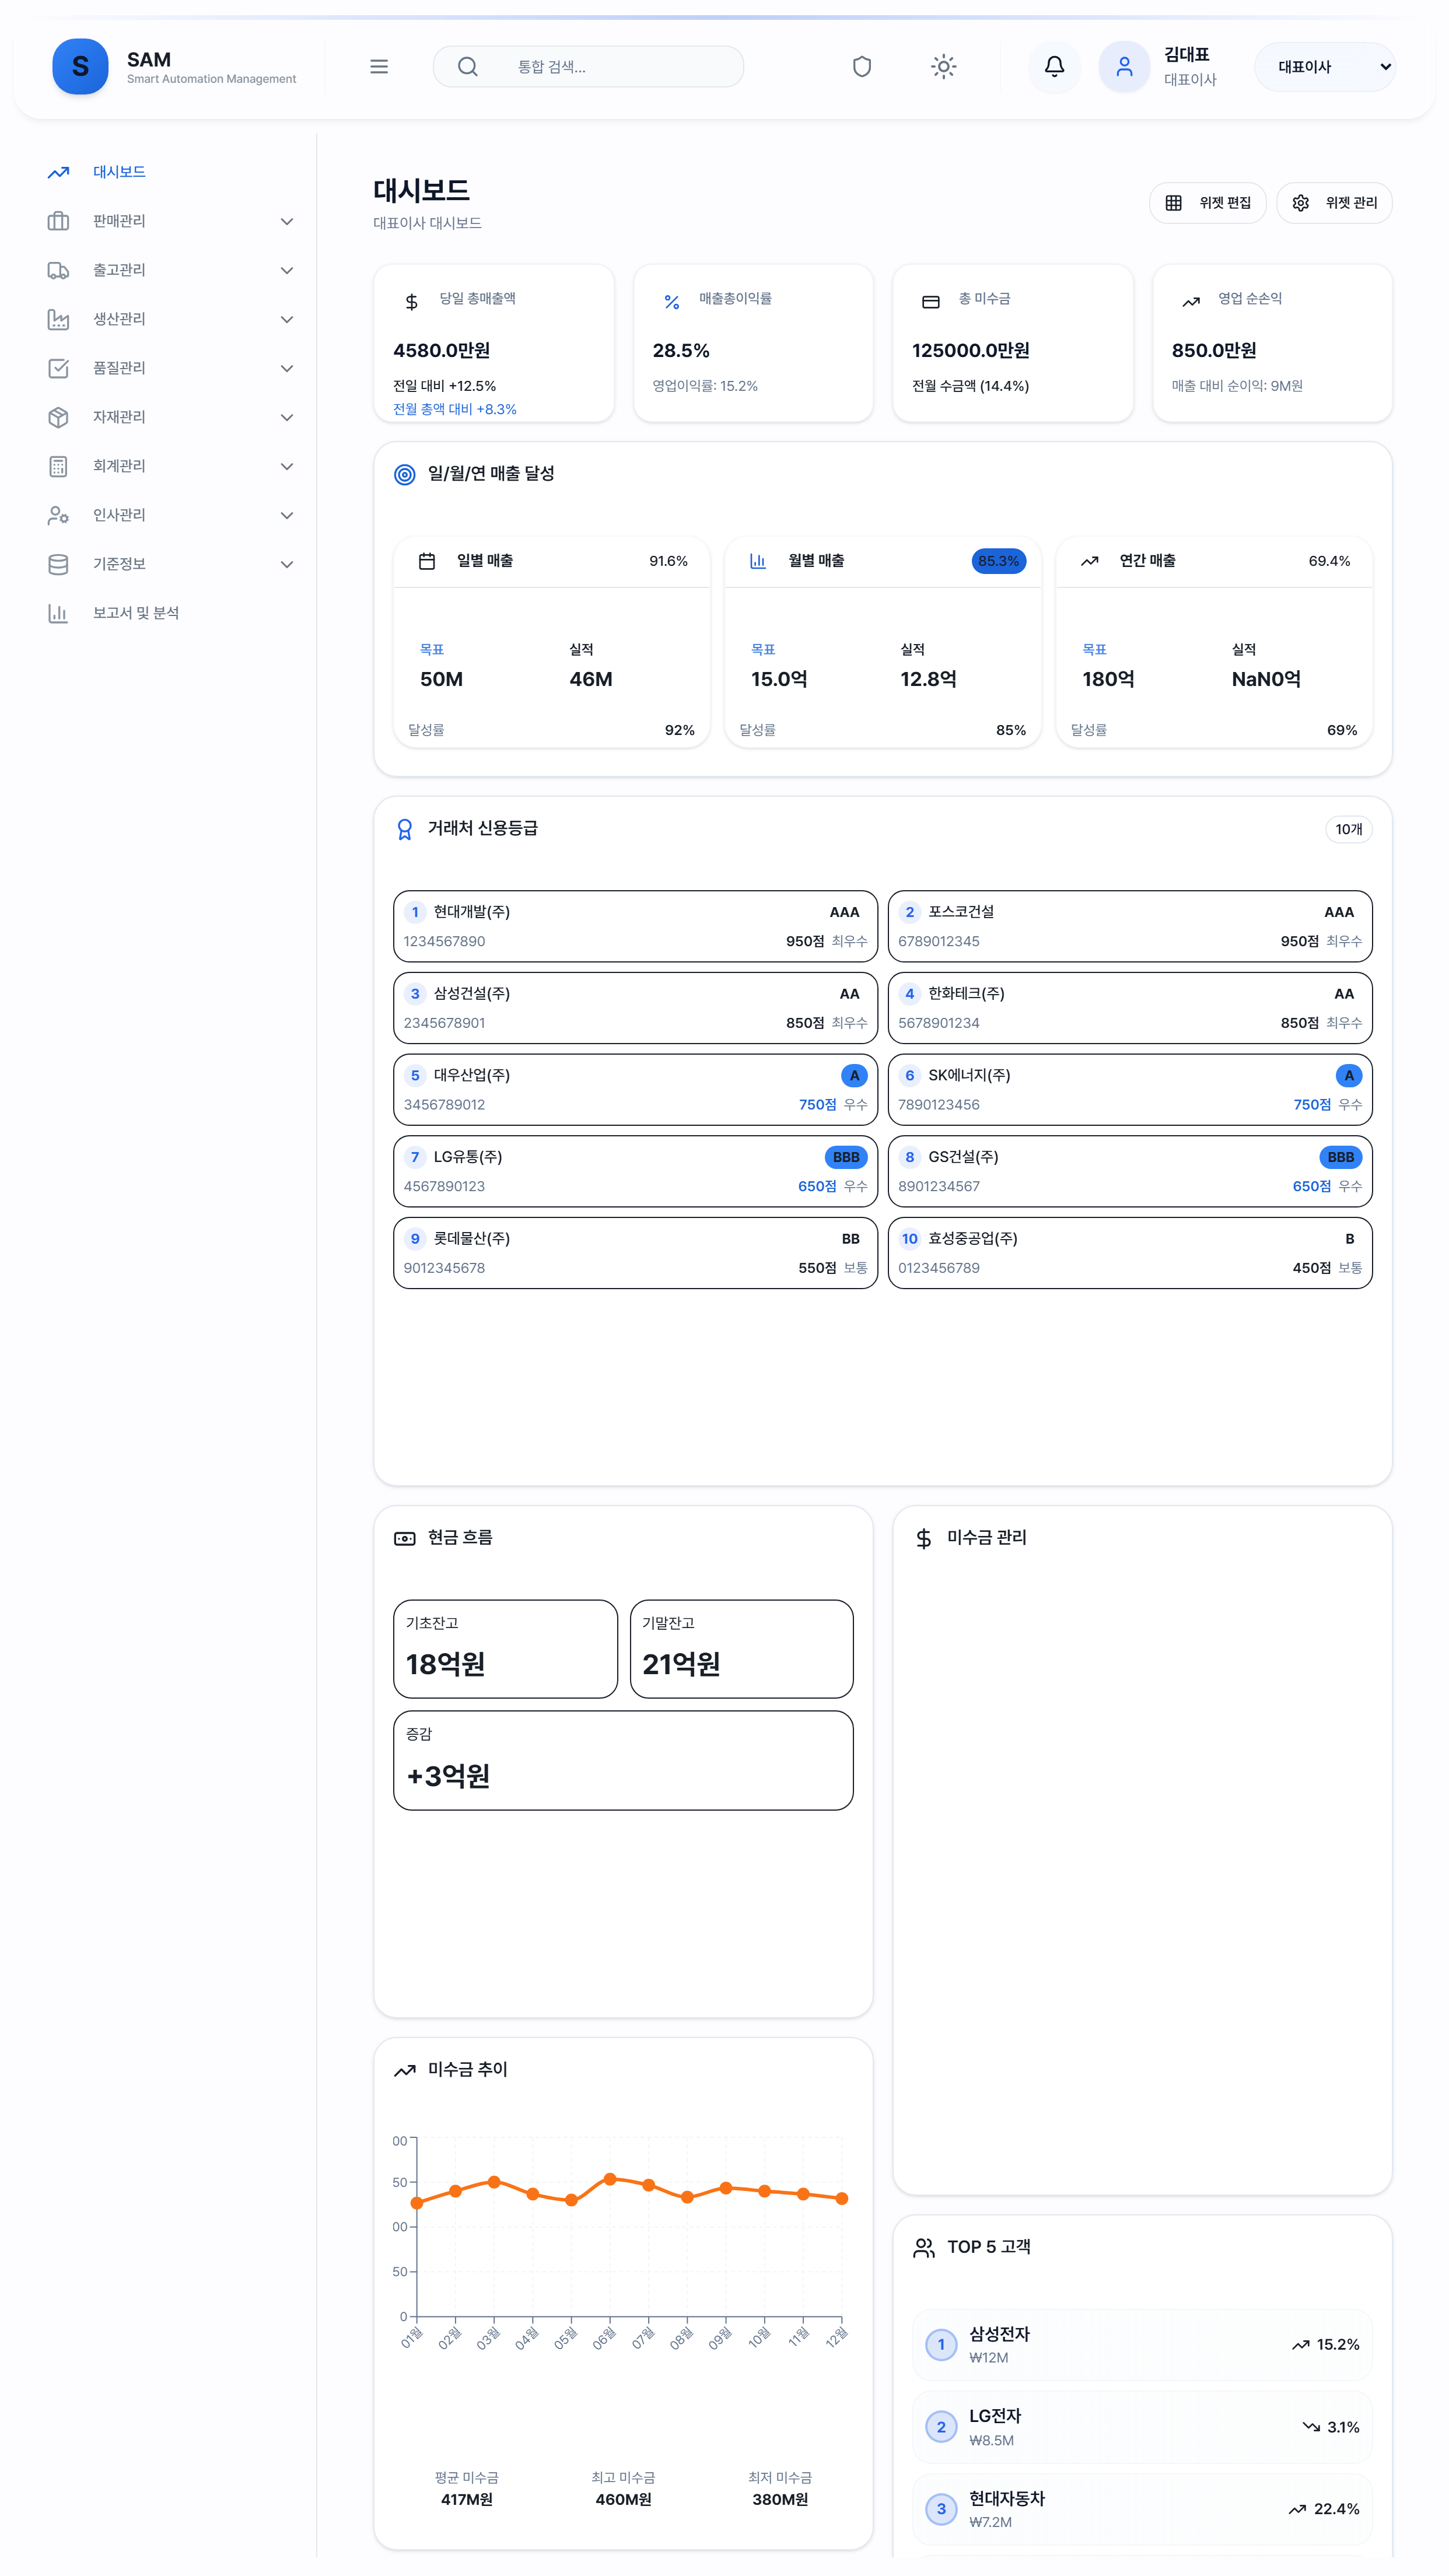 S
SAM
Smart Automation Management
통합 검색...
김대표
대표이사
대표이사
대시보드
판매관리
출고관리
생산관리
품질관리
자재관리
회계관리
인사관리
기준정보
보고서 및 분석
대시보드
대표이사 대시보드
위젯 편집
위젯 관리
당일 총매출액
4580.0만원
전일 대비 +12.5%
전월 총액 대비 +8.3%
매출총이익률
28.5%
영업이익률: 15.2%
총 미수금
125000.0만원
전월 수금액 (14.4%)
영업 순손익
850.0만원
매출 대비 순이익: 9M원
일/월/연 매출 달성
일별 매출 91.6%
목표 실적
50M 46M
달성률 92%
월별 매출 85.3%
목표 실적
15.0억 12.8억
달성률 85%
연간 매출 69.4%
목표 실적
180억 NaN0억
달성률 69%
거래처 신용등급
10개
1 현대개발(주) AAA
1234567890 950점 최우수
2 포스코건설 AAA
6789012345 950점 최우수
3 삼성건설(주) AA
2345678901 850점 최우수
4 한화테크(주) AA
5678901234 850점 최우수
5 대우산업(주) A
3456789012 750점 우수
6 SK에너지(주) A
7890123456 750점 우수
7 LG유통(주) BBB
4567890123 650점 우수
8 GS건설(주) BBB
8901234567 650점 우수
9 롯데물산(주) BB
9012345678 550점 보통
10 효성중공업(주) B
0123456789 450점 보통
현금 흐름
기초잔고
18억원
기말잔고
21억원
증감
+3억원
미수금 관리
미수금 추이
00
50
00
50
0
01월 02월 03월 04월 05월 06월 07월 08월 09월 10월 11월 12월
평균 미수금 최고 미수금 최저 미수금
417M원 460M원 380M원
TOP 5 고객
1 삼성전자 15.2%
₩12M
2 LG전자 3.1%
₩8.5M
3 현대자동차 22.4%
₩7.2M